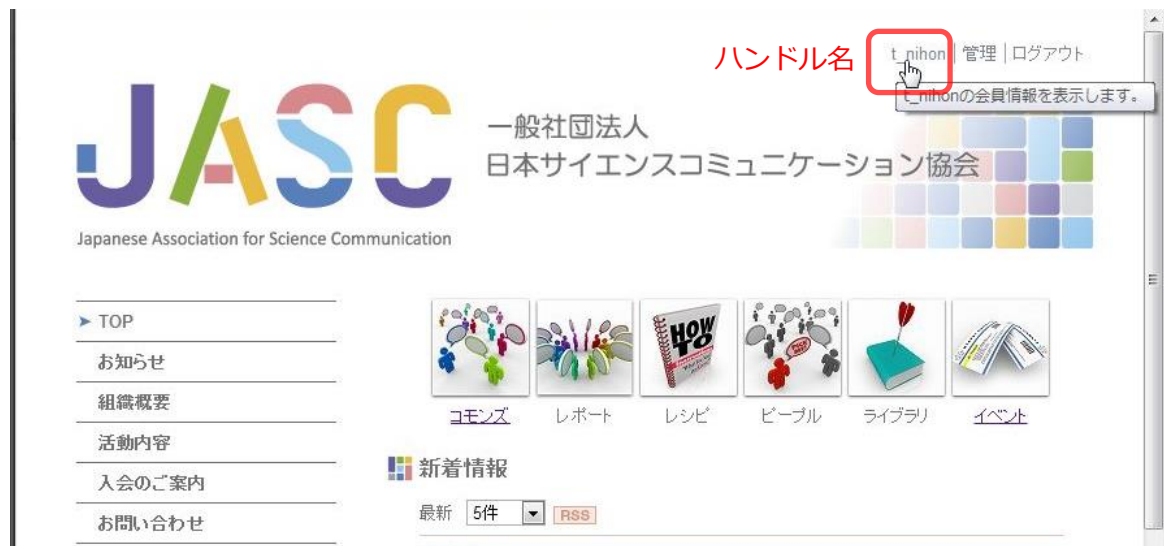 ハンドル名
t_nihon | 管理 | ログアウト
t_nihonの会員情報を表示します。
JASC
一般社団法人
日本サイエンスコミュニケーション協会
Japanese Association for Science Communication
TOP
お知らせ
組織概要
活動内容
入会のご案内
お問い合わせ
HOW TO
コモンズ
レポート
レシピ
ピープル
ライブラリ
イベント
新着情報
最新 5件 RSS